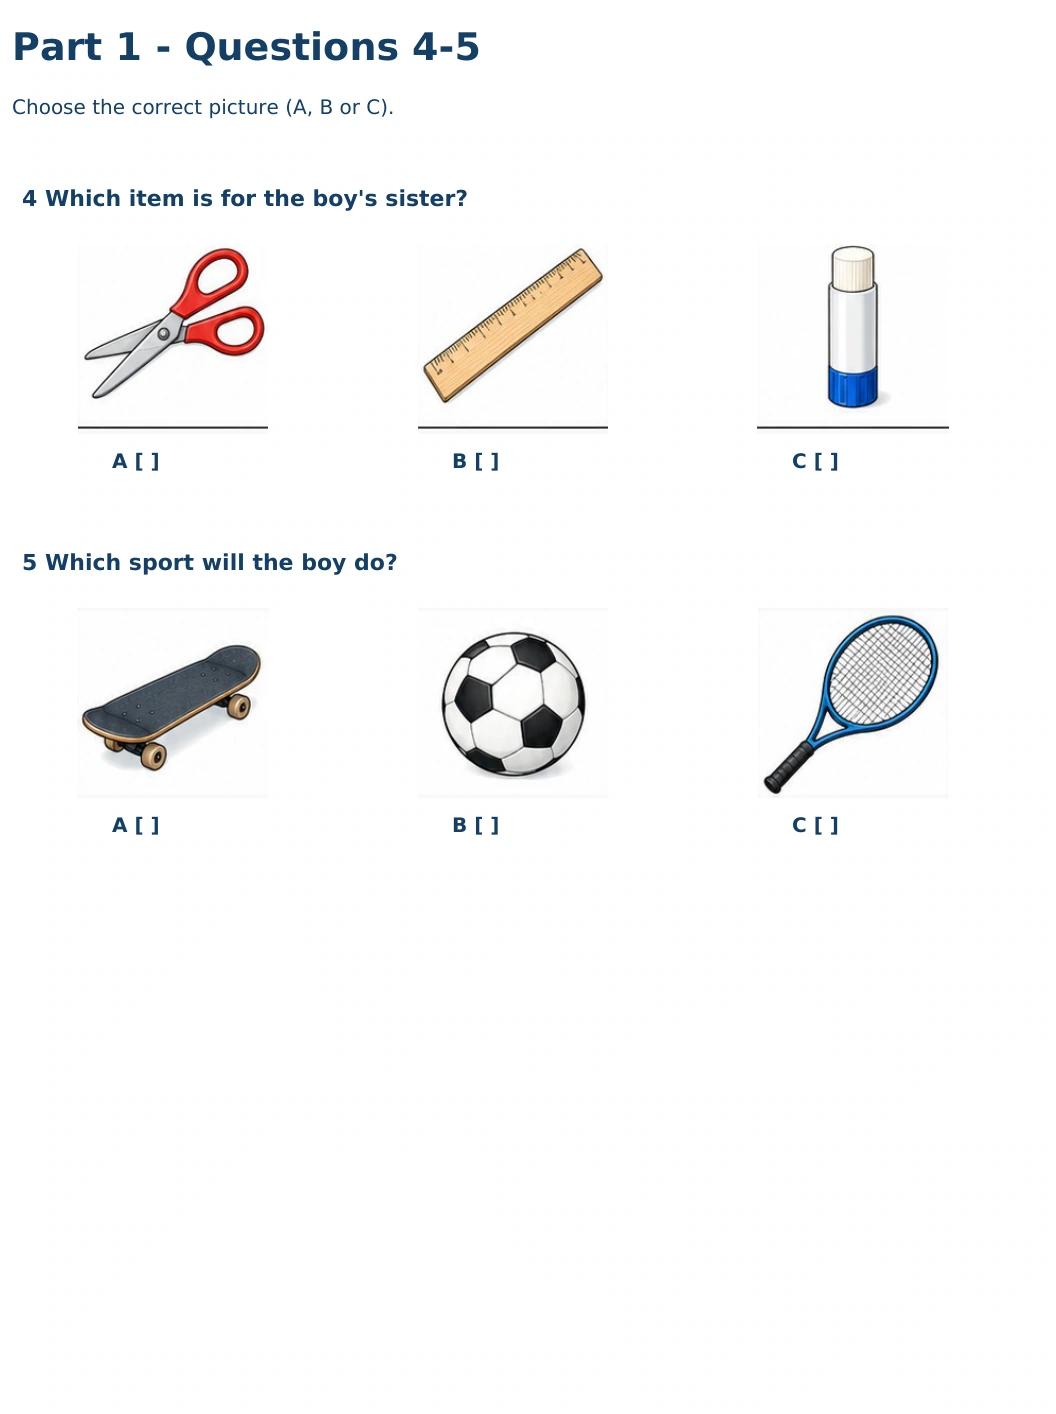 Part 1 - Questions 4-5
Choose the correct picture (A, B or C).
4 Which item is for the boy's sister?
A [ ] B [ ] C [ ]
5 Which sport will the boy do?
A [ ] B [ ] C [ ]